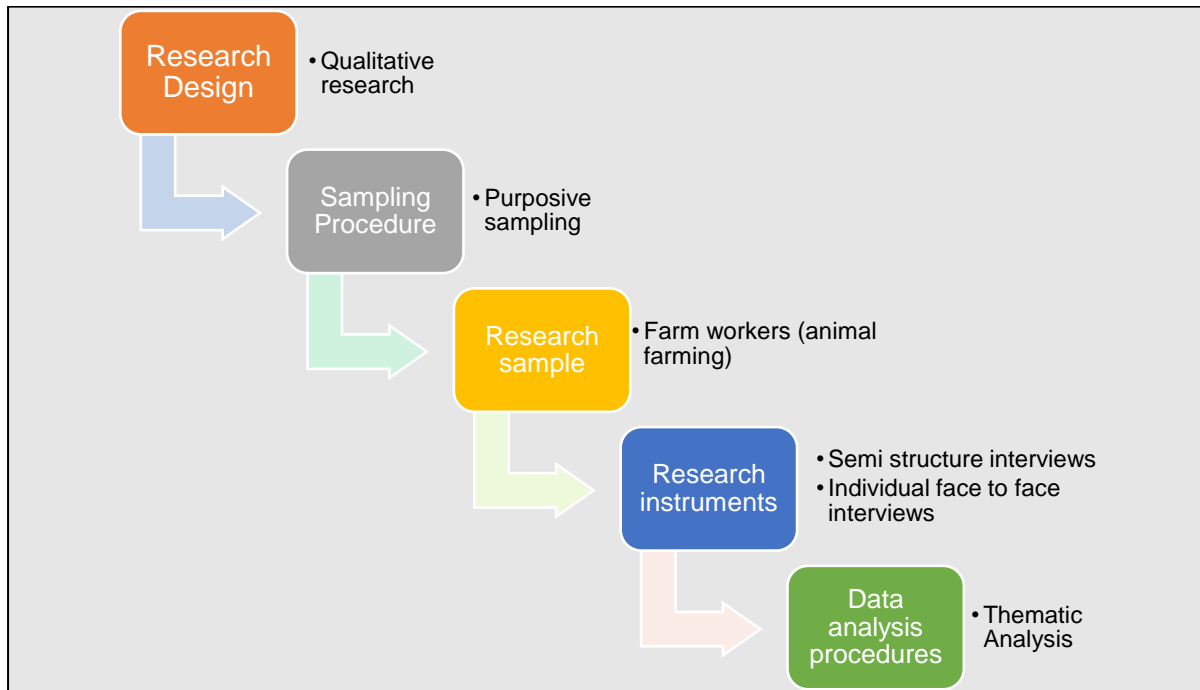 Research
Design
• Qualitative
research
Sampling
Procedure
• Purposive
sampling
Research
sample
• Farm workers (animal
farming)
Research
instruments
• Semi structure interviews
• Individual face to face
interviews
Data
analysis
procedures
• Thematic
Analysis